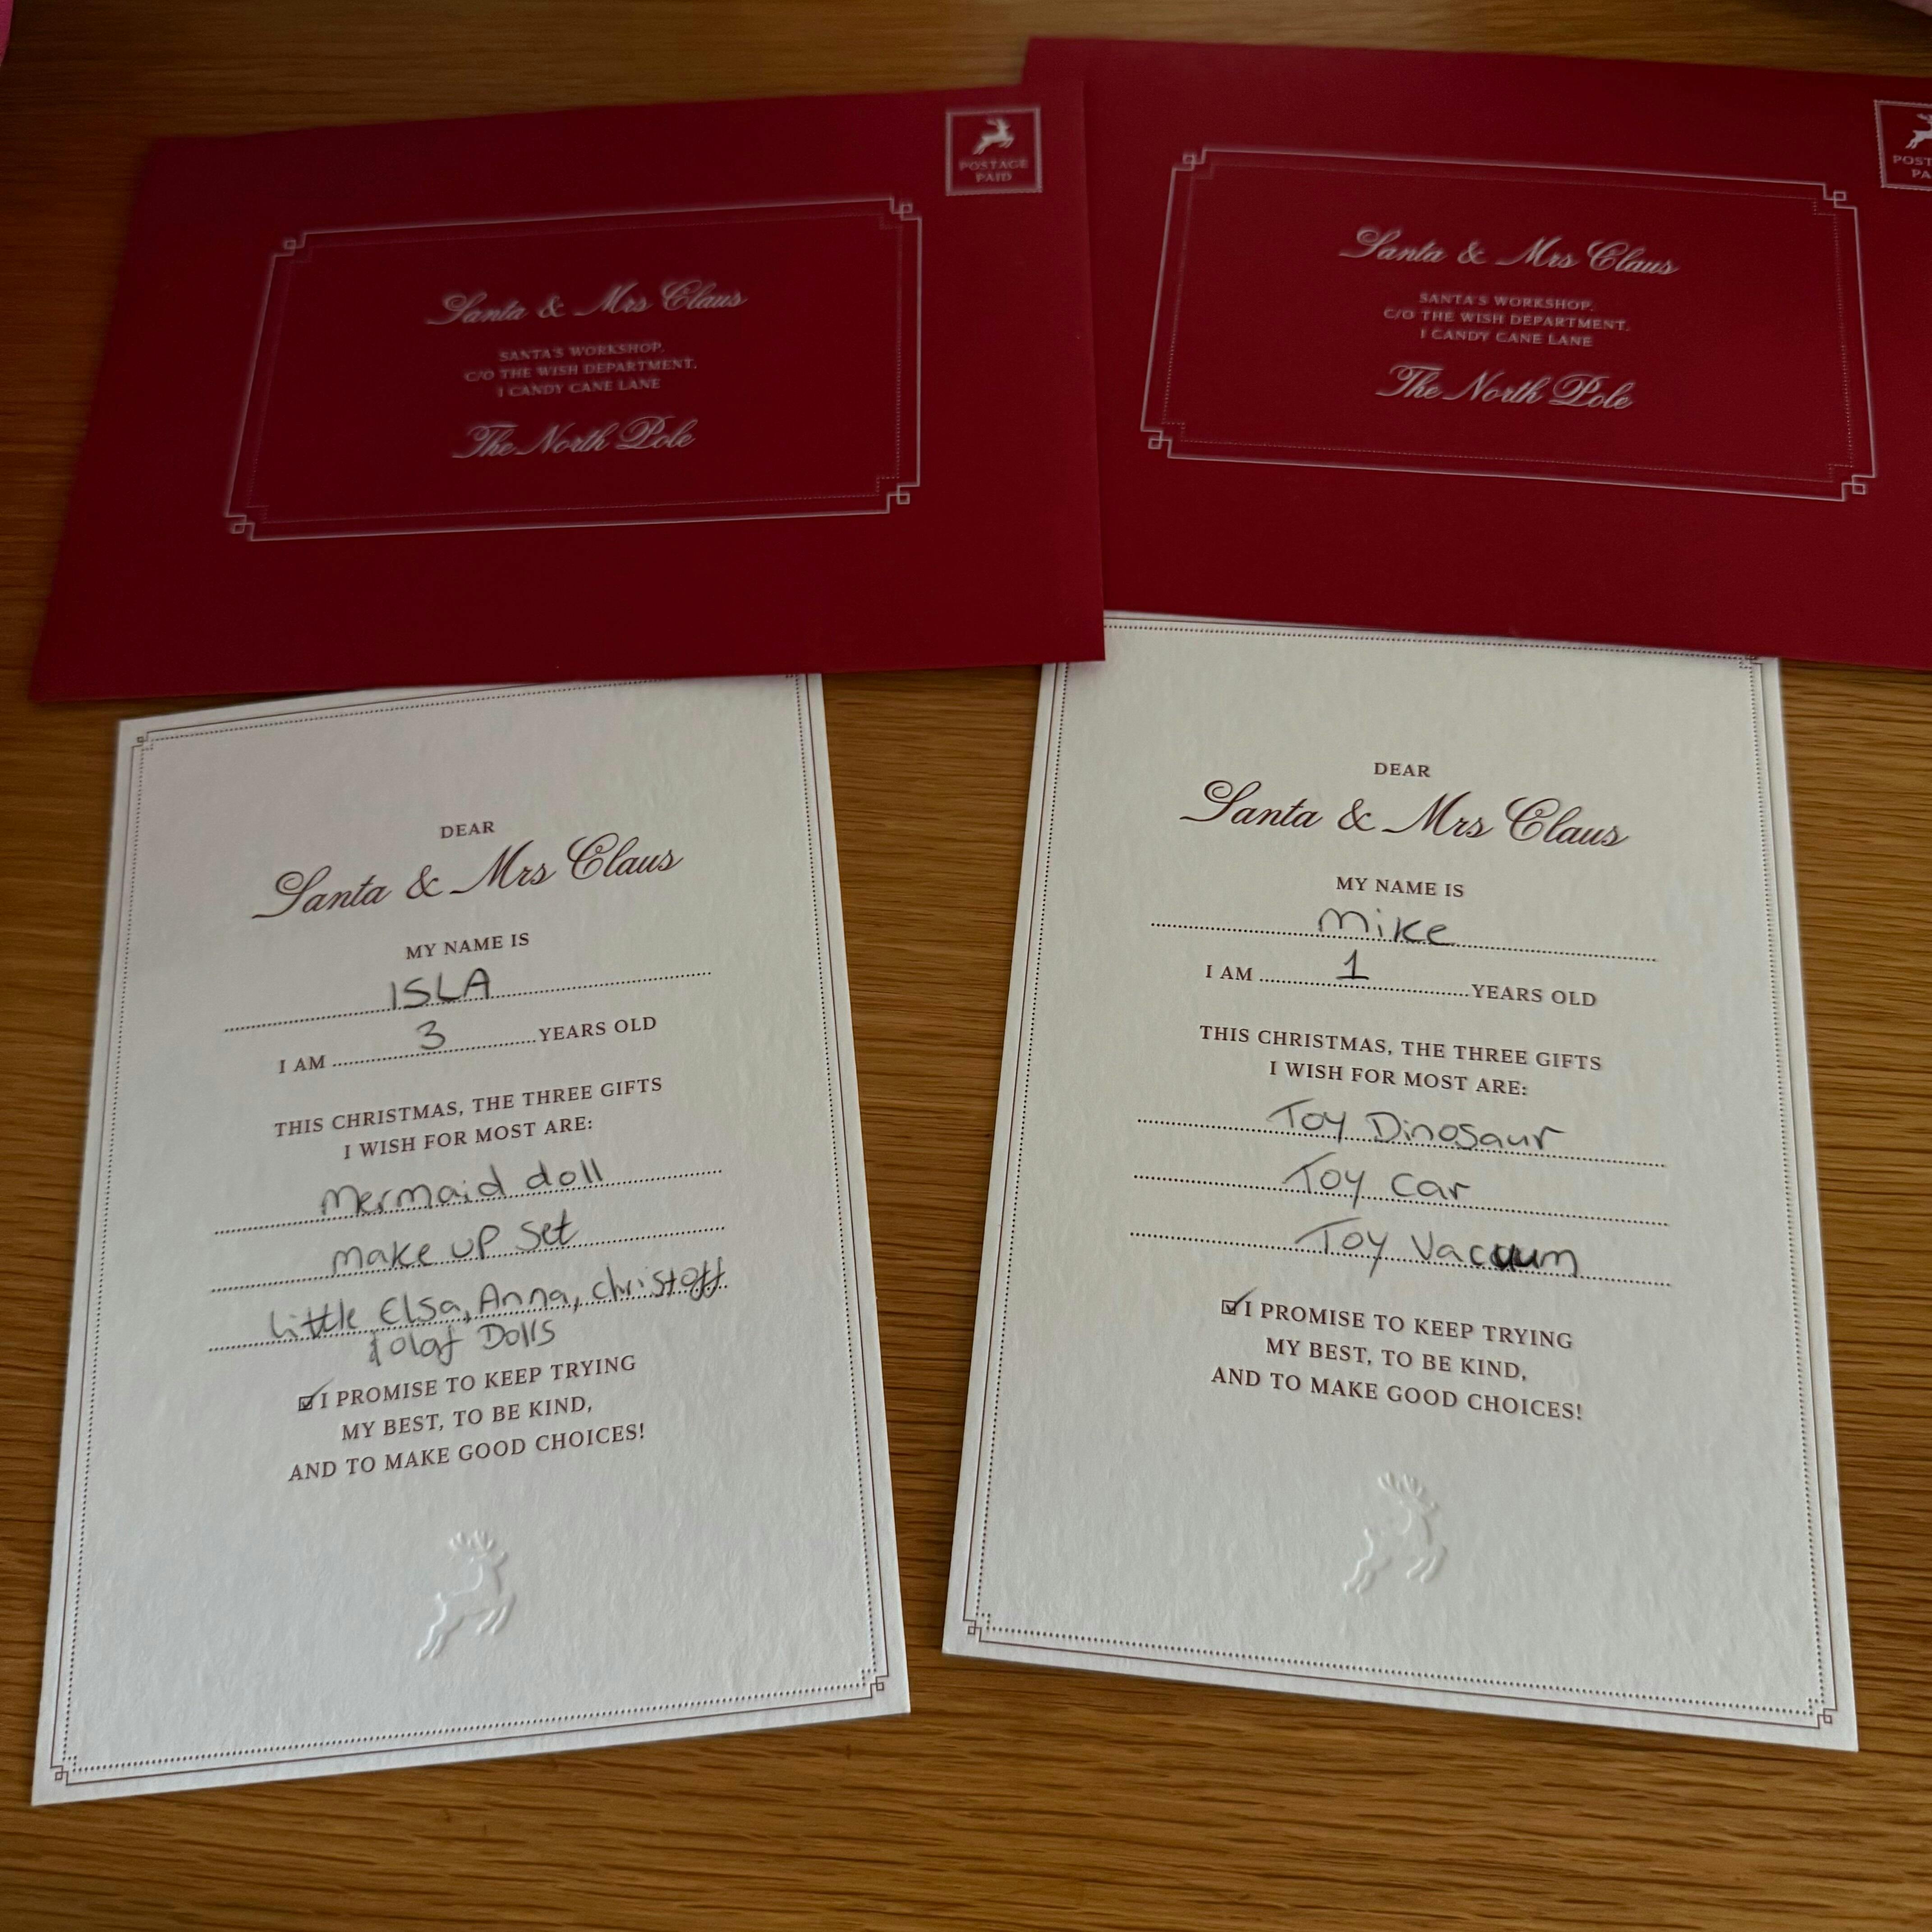 POSTAGE
PAID
Santa & Mrs Claus
SANTA'S WORKSHOP,
C/O THE WISH DEPARTMENT,
1 CANDY CANE LANE
The North Pole
POST
PA
Santa & Mrs Claus
SANTA'S WORKSHOP,
C/O THE WISH DEPARTMENT,
1 CANDY CANE LANE
The North Pole
DEAR
Santa & Mrs Claus
MY NAME IS
ISLA
I AM 3 YEARS OLD
THIS CHRISTMAS, THE THREE GIFTS
I WISH FOR MOST ARE:
Mermaid doll
Make up Set
Little Elsa, Anna, christoff
& olaf Dolls
I PROMISE TO KEEP TRYING
MY BEST, TO BE KIND,
AND TO MAKE GOOD CHOICES!
DEAR
Santa & Mrs Claus
MY NAME IS
Mike
I AM 1 YEARS OLD
THIS CHRISTMAS, THE THREE GIFTS
I WISH FOR MOST ARE:
Toy Dinosaur
Toy Car
Toy Vacuum
I PROMISE TO KEEP TRYING
MY BEST, TO BE KIND,
AND TO MAKE GOOD CHOICES!